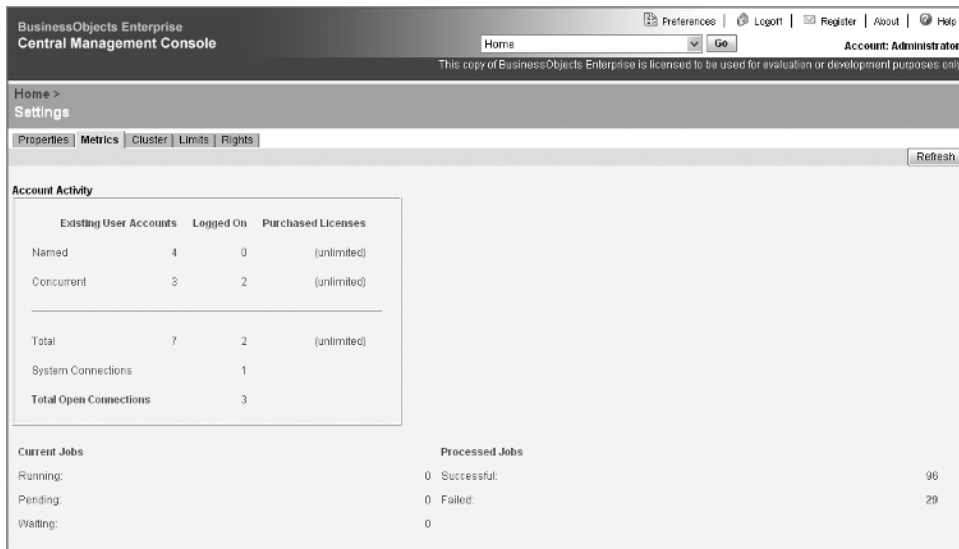 BusinessObjects Enterprise
Central Management Console
Preferences | Logoff | Register | About | Help
Home Go Account: Administrator
This copy of BusinessObjects Enterprise is licensed to be used for evaluation or development purposes only
Home >
Settings
Properties Metrics Cluster Limits Rights
Refresh
Account Activity
Existing User Accounts Logged On Purchased Licenses
Named 4 0 (unlimited)
Concurrent 3 2 (unlimited)
Total 7 2 (unlimited)
System Connections 1
Total Open Connections 3
Current Jobs Processed Jobs
Running: 0 Successful: 96
Pending: 0 Failed: 29
Waiting: 0